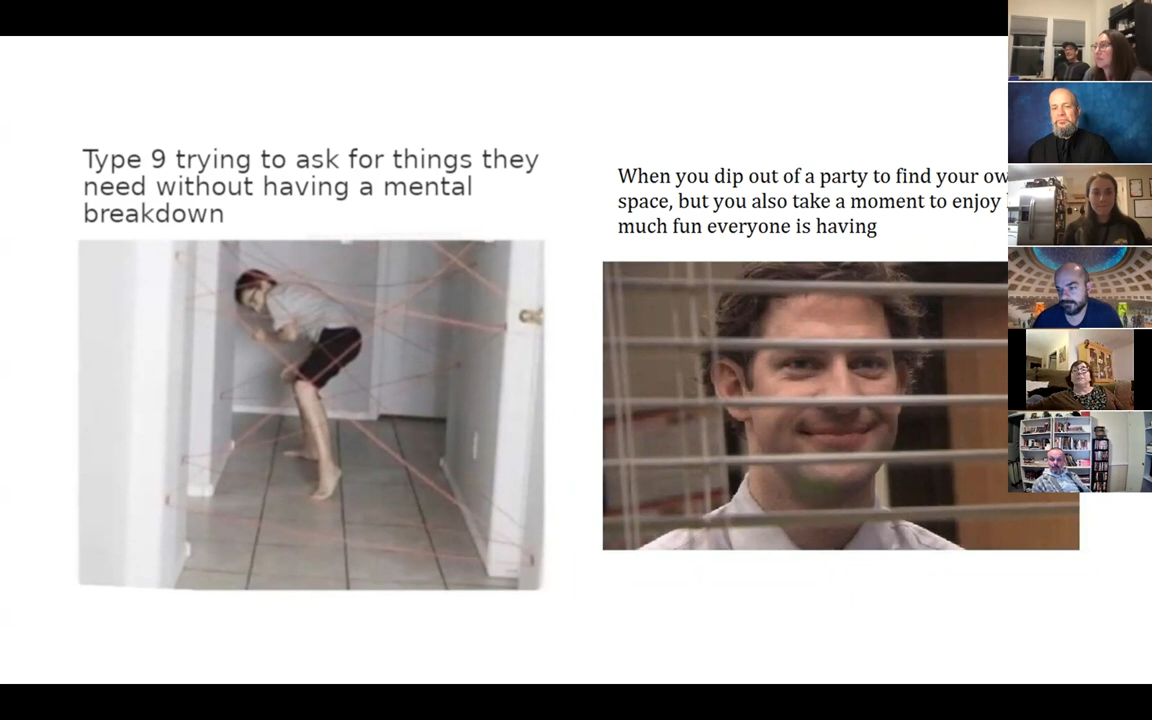 Type 9 trying to ask for things they
need without having a mental
breakdown
When you dip out of a party to find your
space, but you also take a moment to enjoy
much fun everyone is having